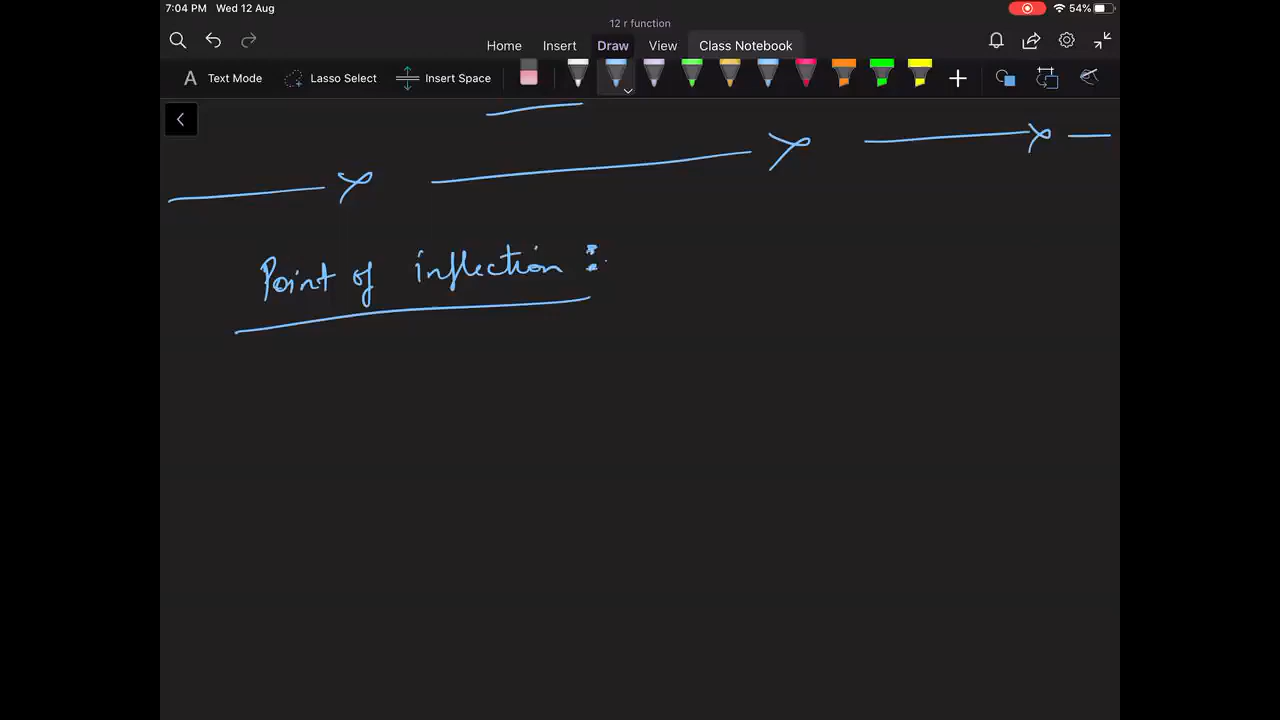 7:04 PM Wed 12 Aug
54%
12 r function
Home Insert Draw View Class Notebook
A Text Mode Lasso Select Insert Space
Point of inflection :